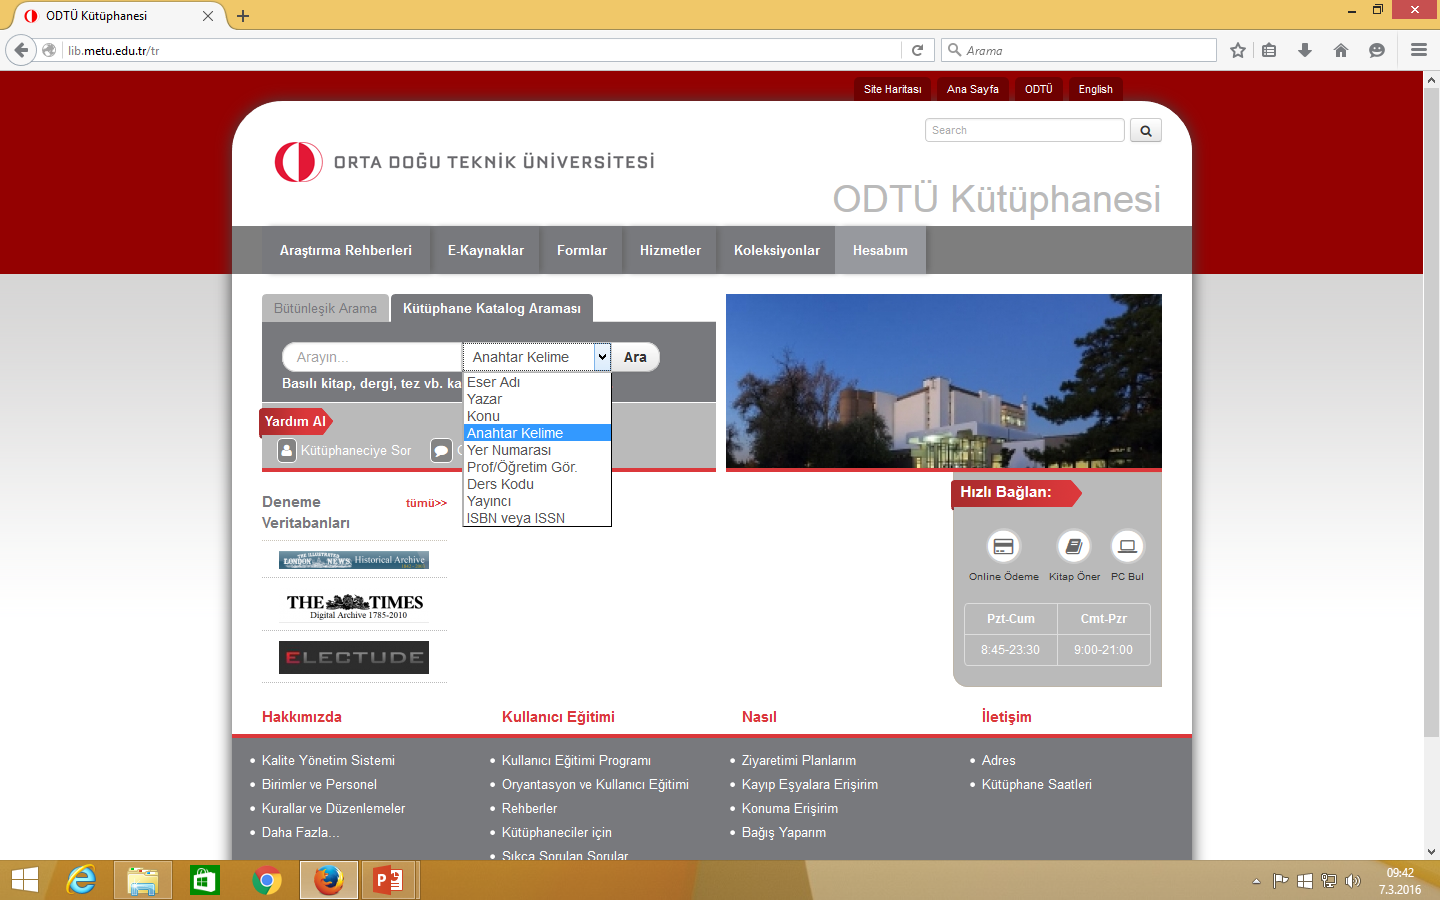 ODTÜ Kütüphanesi
lib.metu.edu.tr/tr
Arama
Site Haritası
Ana Sayfa
ODTÜ
English
Search
ORTA DOĞU TEKNİK ÜNİVERSİTESİ
ODTÜ Kütüphanesi
Araştırma Rehberleri
E-Kaynaklar
Formlar
Hizmetler
Koleksiyonlar
Hesabım
Bütünleşik Arama
Kütüphane Katalog Araması
Arayın...
Anahtar Kelime
Ara
Basılı kitap, dergi, tez vb. ka
Eser Adı
Yazar
Konu
Anahtar Kelime
Yer Numarası
Prof/Öğretim Gör.
Ders Kodu
Yayıncı
ISBN veya ISSN
Yardım Al
Kütüphaneciye Sor
Deneme
Veritabanları
tümü>>
THE ILLUSTRATED
LONDON NEWS
Historical Archive
THE TIMES
Digital Archive 1785-2010
ELECTUDE
Hızlı Bağlan:
Online Ödeme
Kitap Öner
PC Bul
Pzt-Cum
Cmt-Pzr
8:45-23:30
9:00-21:00
Hakkımızda
Kullanıcı Eğitimi
Nasıl
İletişim
Kalite Yönetim Sistemi
Birimler ve Personel
Kurallar ve Düzenlemeler
Daha Fazla...
Kullanıcı Eğitimi Programı
Oryantasyon ve Kullanıcı Eğitimi
Rehberler
Kütüphaneciler için
Sıkça Sorulan Sorular
Ziyaretimi Planlarım
Kayıp Eşyalara Erişirim
Konuma Erişirim
Bağış Yaparım
Adres
Kütüphane Saatleri
09:42
7.3.2016